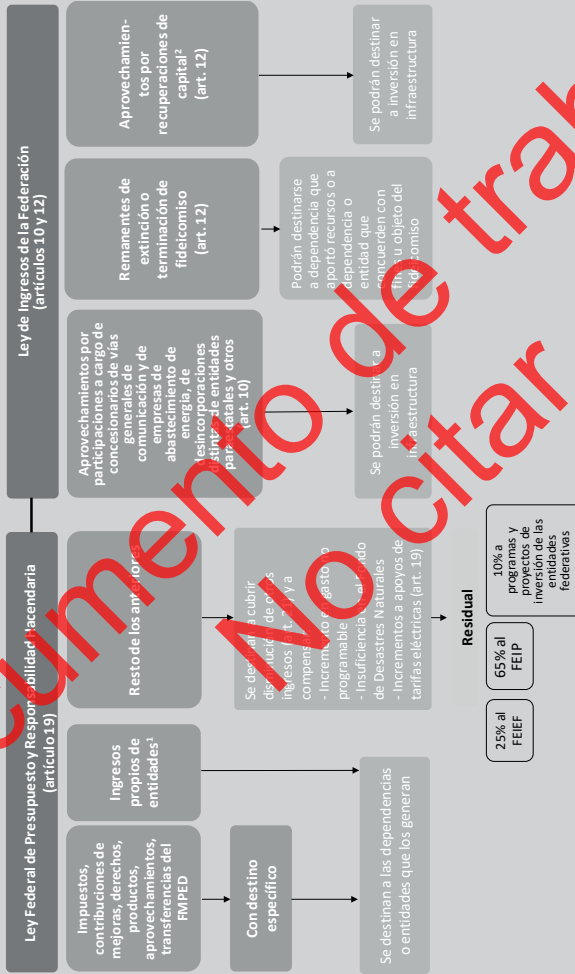 Ley Federal de Presupuesto y Responsabilidad Hacendaria
(artículo 19)
Impuestos,
contribuciones de
mejoras, derechos,
productos,
aprovechamientos,
transferencias del
FMPED
Con destino
específico
Ingresos
propios de
entidades¹
Se destinan a las dependencias
o entidades que los generan
Resto de los anteriores
Se destinan a cubrir
disminución de otros
ingresos (art. 21) y a
compensar:
- Incremento en gasto no
programable
- Insuficiencia en el Fondo
de Desastres Naturales
- Incrementos a apoyos de
tarifas eléctricas (art. 19)
Residual
25% al
FEIEF
65% al
FEIP
10% a
programas y
proyectos de
inversión de las
entidades
federativas
Ley de Ingresos de la Federación
(artículos 10 y 12)
Aprovechamientos por
participaciones a cargo de
concesionarios de vías
generales de
comunicación y de
empresas de
abastecimiento de
energía, de
desincorporaciones
distintas de entidades
paraestatales y otros
(art. 10)
Se podrán destinar a
inversión en
infraestructura
Remanentes de
extinción o
terminación de
fideicomiso
(art. 12)
Podrán destinarse
a dependencia que
aportó recursos o a
dependencia o
entidad que
concuerden con
fines u objeto del
fideicomiso
Aprovechamien-
tos por
recuperaciones de
capital²
(art. 12)
Se podrán destinar
a inversión en
infraestructura
cumento de trab
No citar